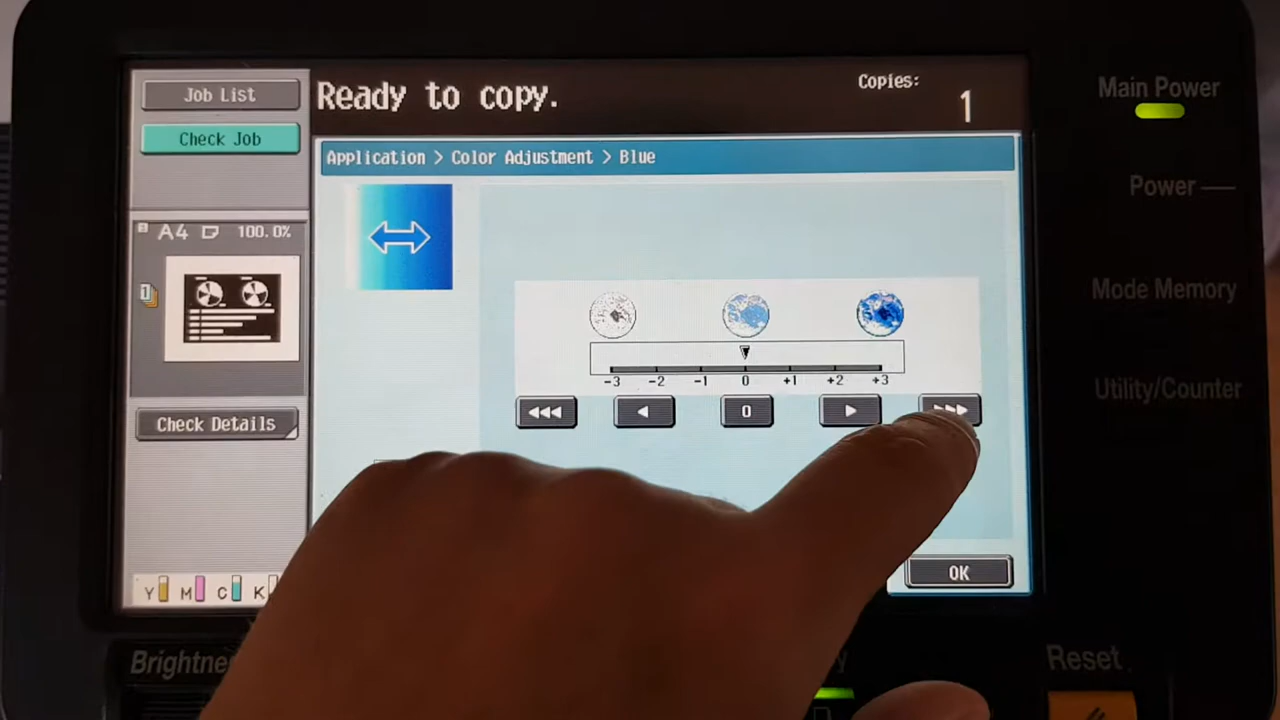 Job List
Check Job
Ready to copy.
Copies:
1
Main Power
Application > Color Adjustment > Blue
Power
A4 100.0%
1
Mode Memory
-3 -2 -1 0 +1 +2 +3
0
Check Details
Utility/Counter
OK
Y M C K
Reset